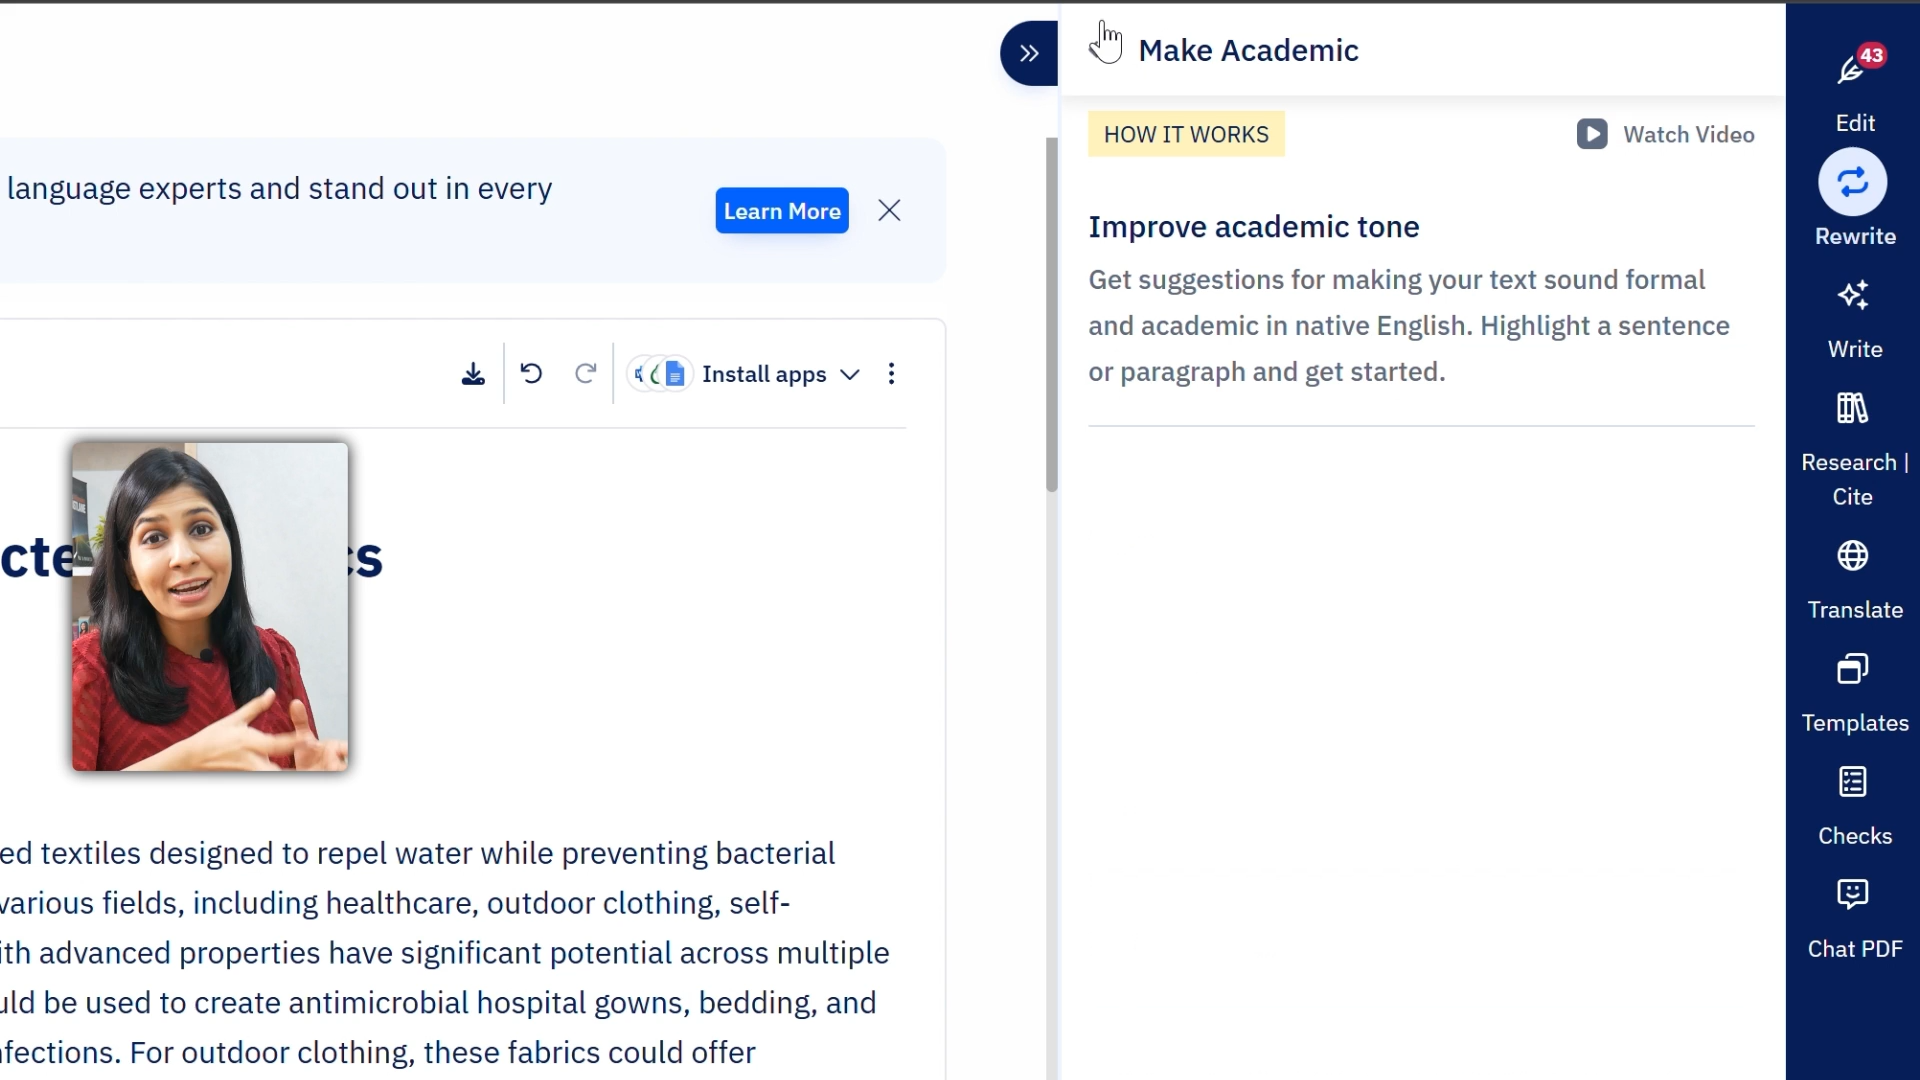 Make Academic
HOW IT WORKS
Watch Video
Improve academic tone
Get suggestions for making your text sound formal
and academic in native English. Highlight a sentence
or paragraph and get started.
language experts and stand out in every
Learn More
Install apps
ed textiles designed to repel water while preventing bacterial
various fields, including healthcare, outdoor clothing, self-
ith advanced properties have significant potential across multiple
uld be used to create antimicrobial hospital gowns, bedding, and
fections. For outdoor clothing, these fabrics could offer
43
Edit
Rewrite
Write
Research |
Cite
Translate
Templates
Checks
Chat PDF